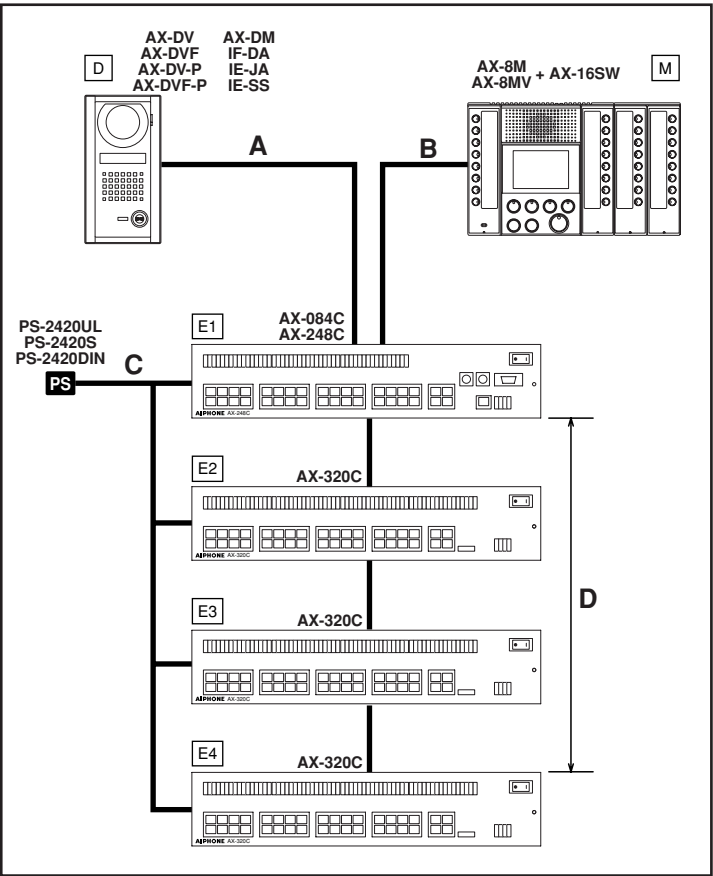 AX-DV AX-DM
AX-DVF IF-DA
AX-DV-P IE-JA
AX-DVF-P IE-SS
D
AX-8M
AX-8MV + AX-16SW
M
A
B
PS-2420UL
PS-2420S
PS-2420DIN
PS
C
E1
AX-084C
AX-248C
AIPHONE AX-248C
E2
AX-320C
AIPHONE AX-320C
D
E3
AX-320C
AIPHONE AX-320C
E4
AX-320C
AIPHONE AX-320C